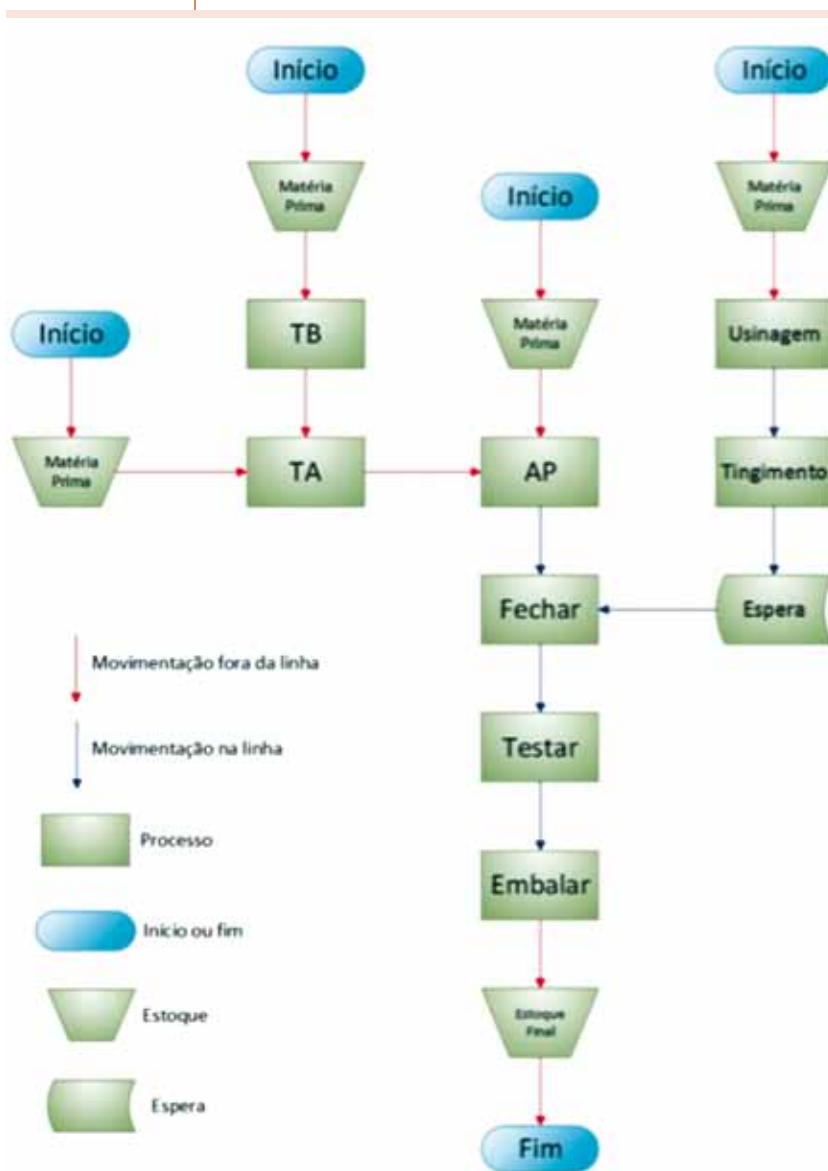 Início
Início
Matéria
Prima
Matéria
Prima
Início
Início
TB
Matéria
Prima
Usinagem
Matéria
Prima
TA
AP
Tingimento
Fechar
Espera
Movimentação fora da linha
Movimentação na linha
Testar
Processo
Embalar
Início ou fim
Estoque
Estoque
Final
Espera
Fim